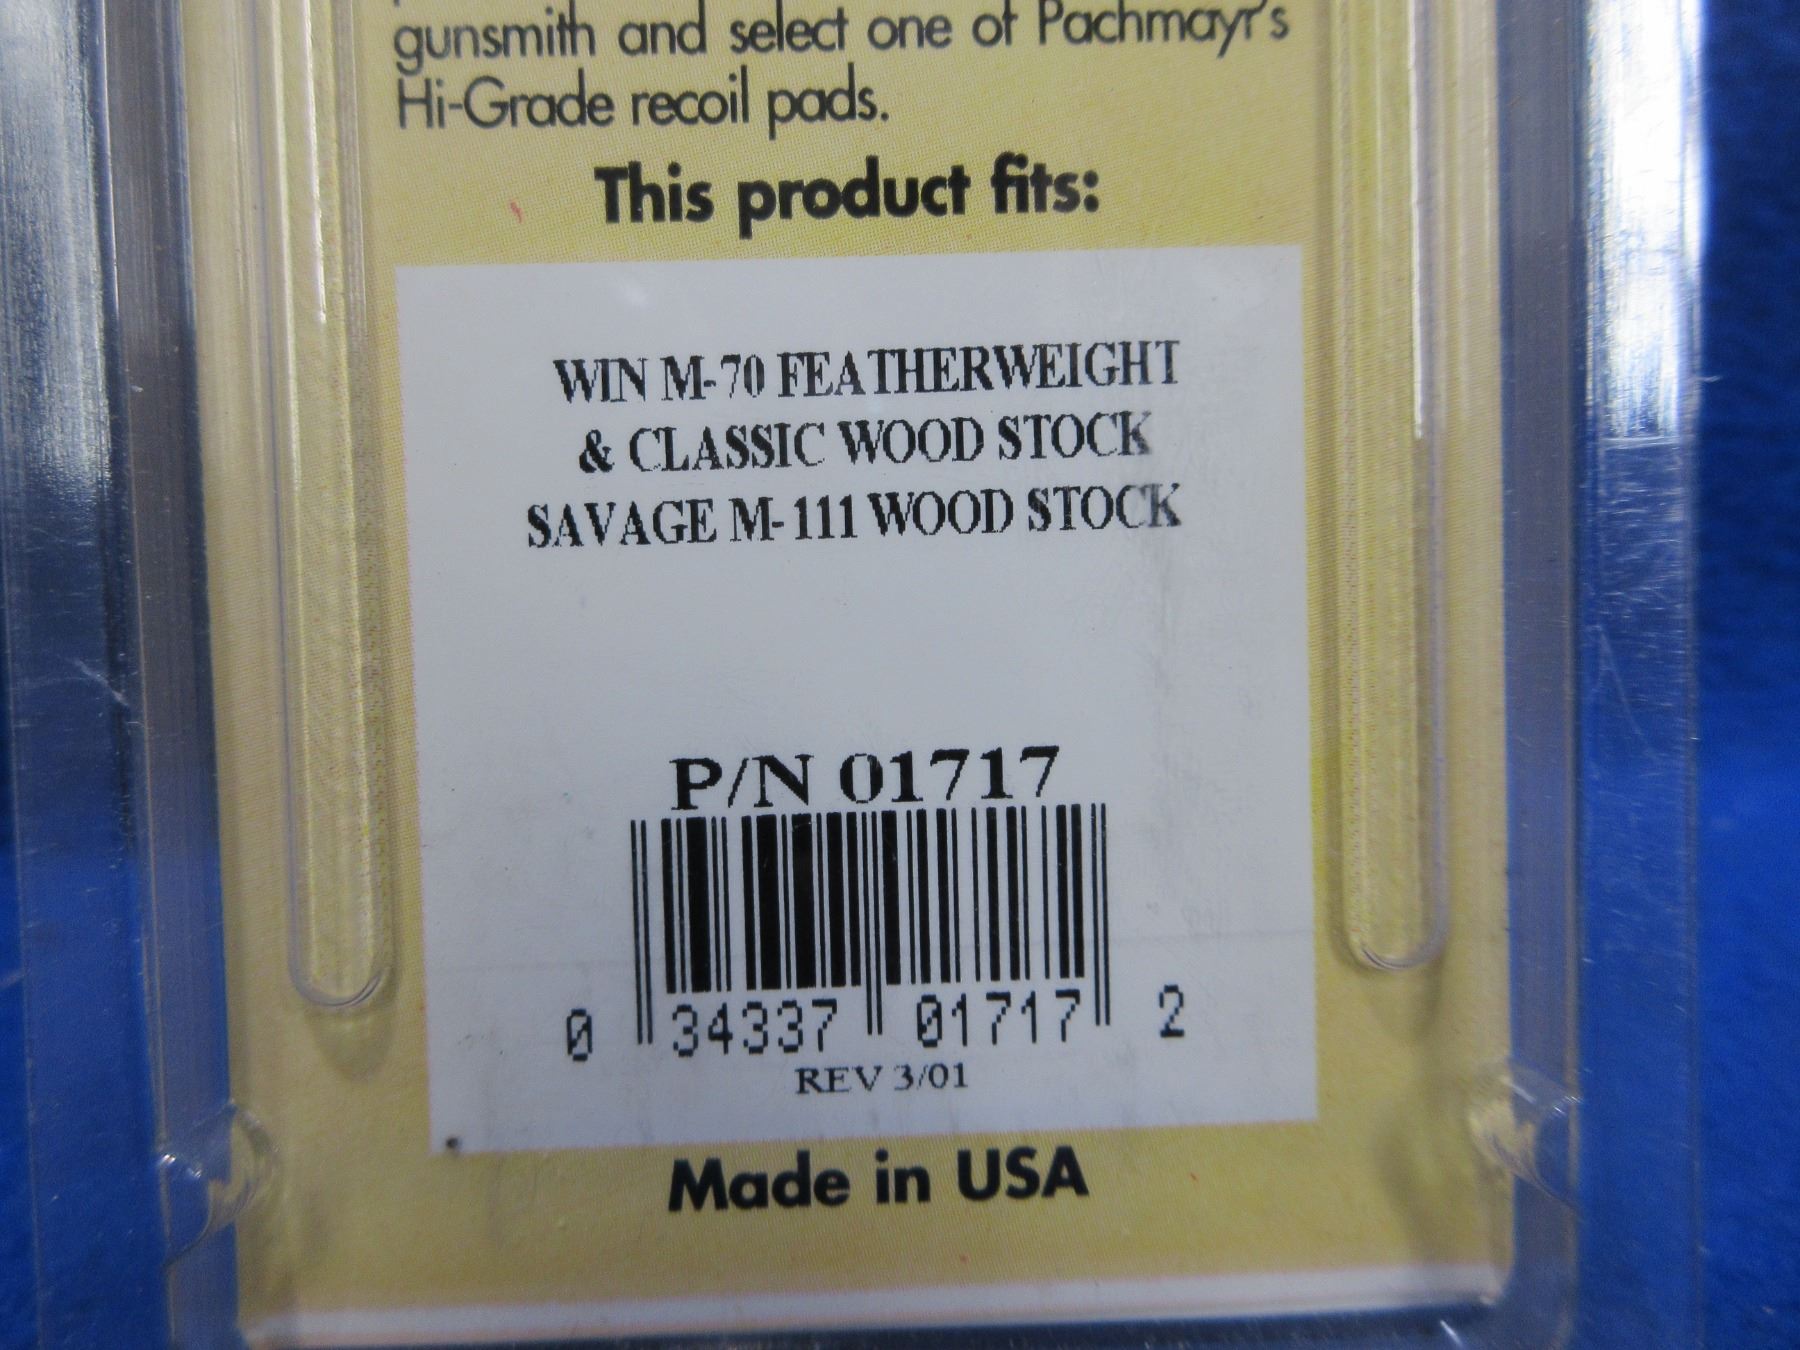 gunsmith and select one of Pachmayr's
Hi-Grade recoil pads.
This product fits:
WIN M-70 FEATHERWEIGHT
& CLASSIC WOOD STOCK
SAVAGE M-111 WOOD STOCK
P/N 01717
0 34337 01717 2
REV 3/01
Made in USA